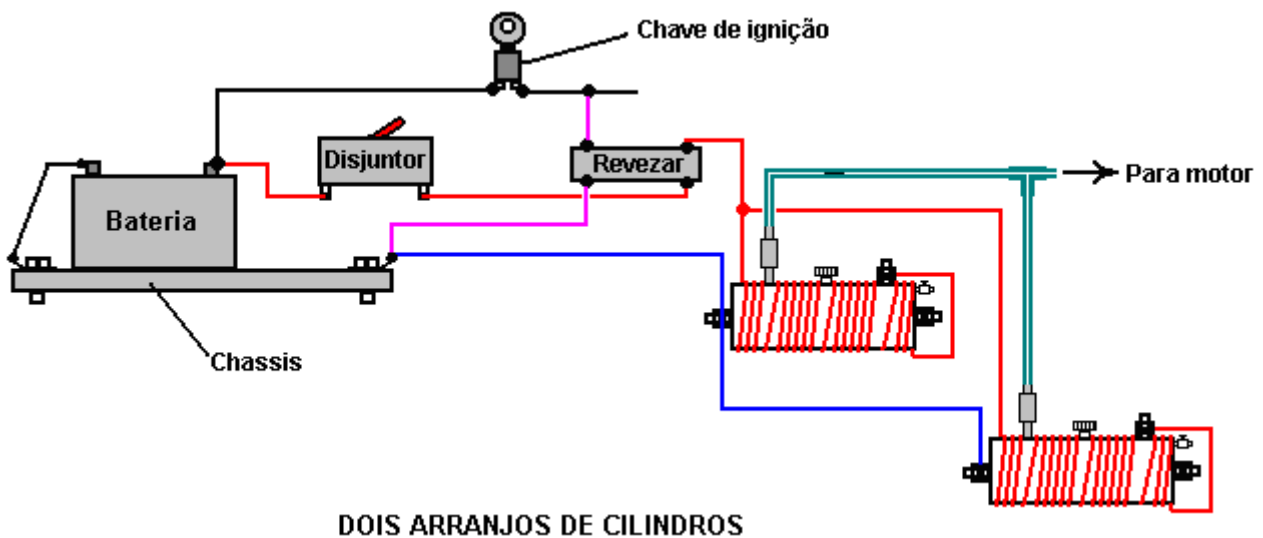 Chave de ignição
Disjuntor
Revezar
Para motor
Bateria
Chassis
DOIS ARRANJOS DE CILINDROS